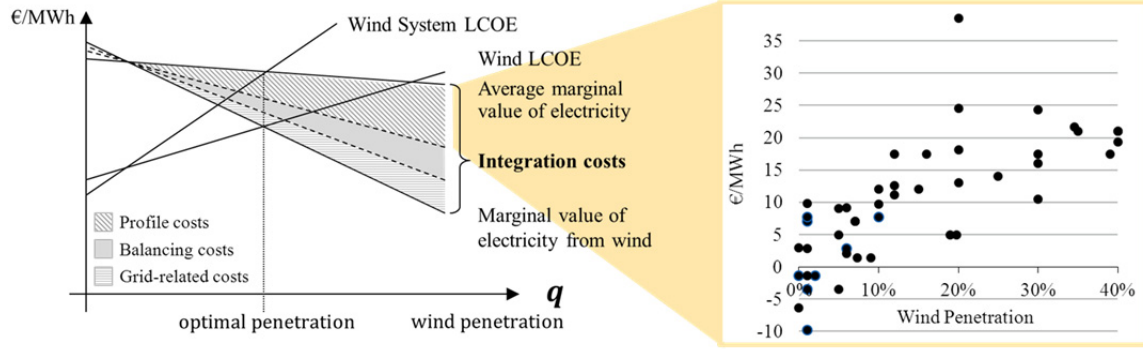 €/MWh
Wind System LCOE
Wind LCOE
Average marginal
value of electricity
Integration costs
Marginal value of
electricity from wind
Profile costs
Balancing costs
Grid-related costs
q
optimal penetration
wind penetration
€/MWh
35
30
25
20
15
10
5
0
-5
-10
0%
10%
20%
30%
40%
Wind Penetration